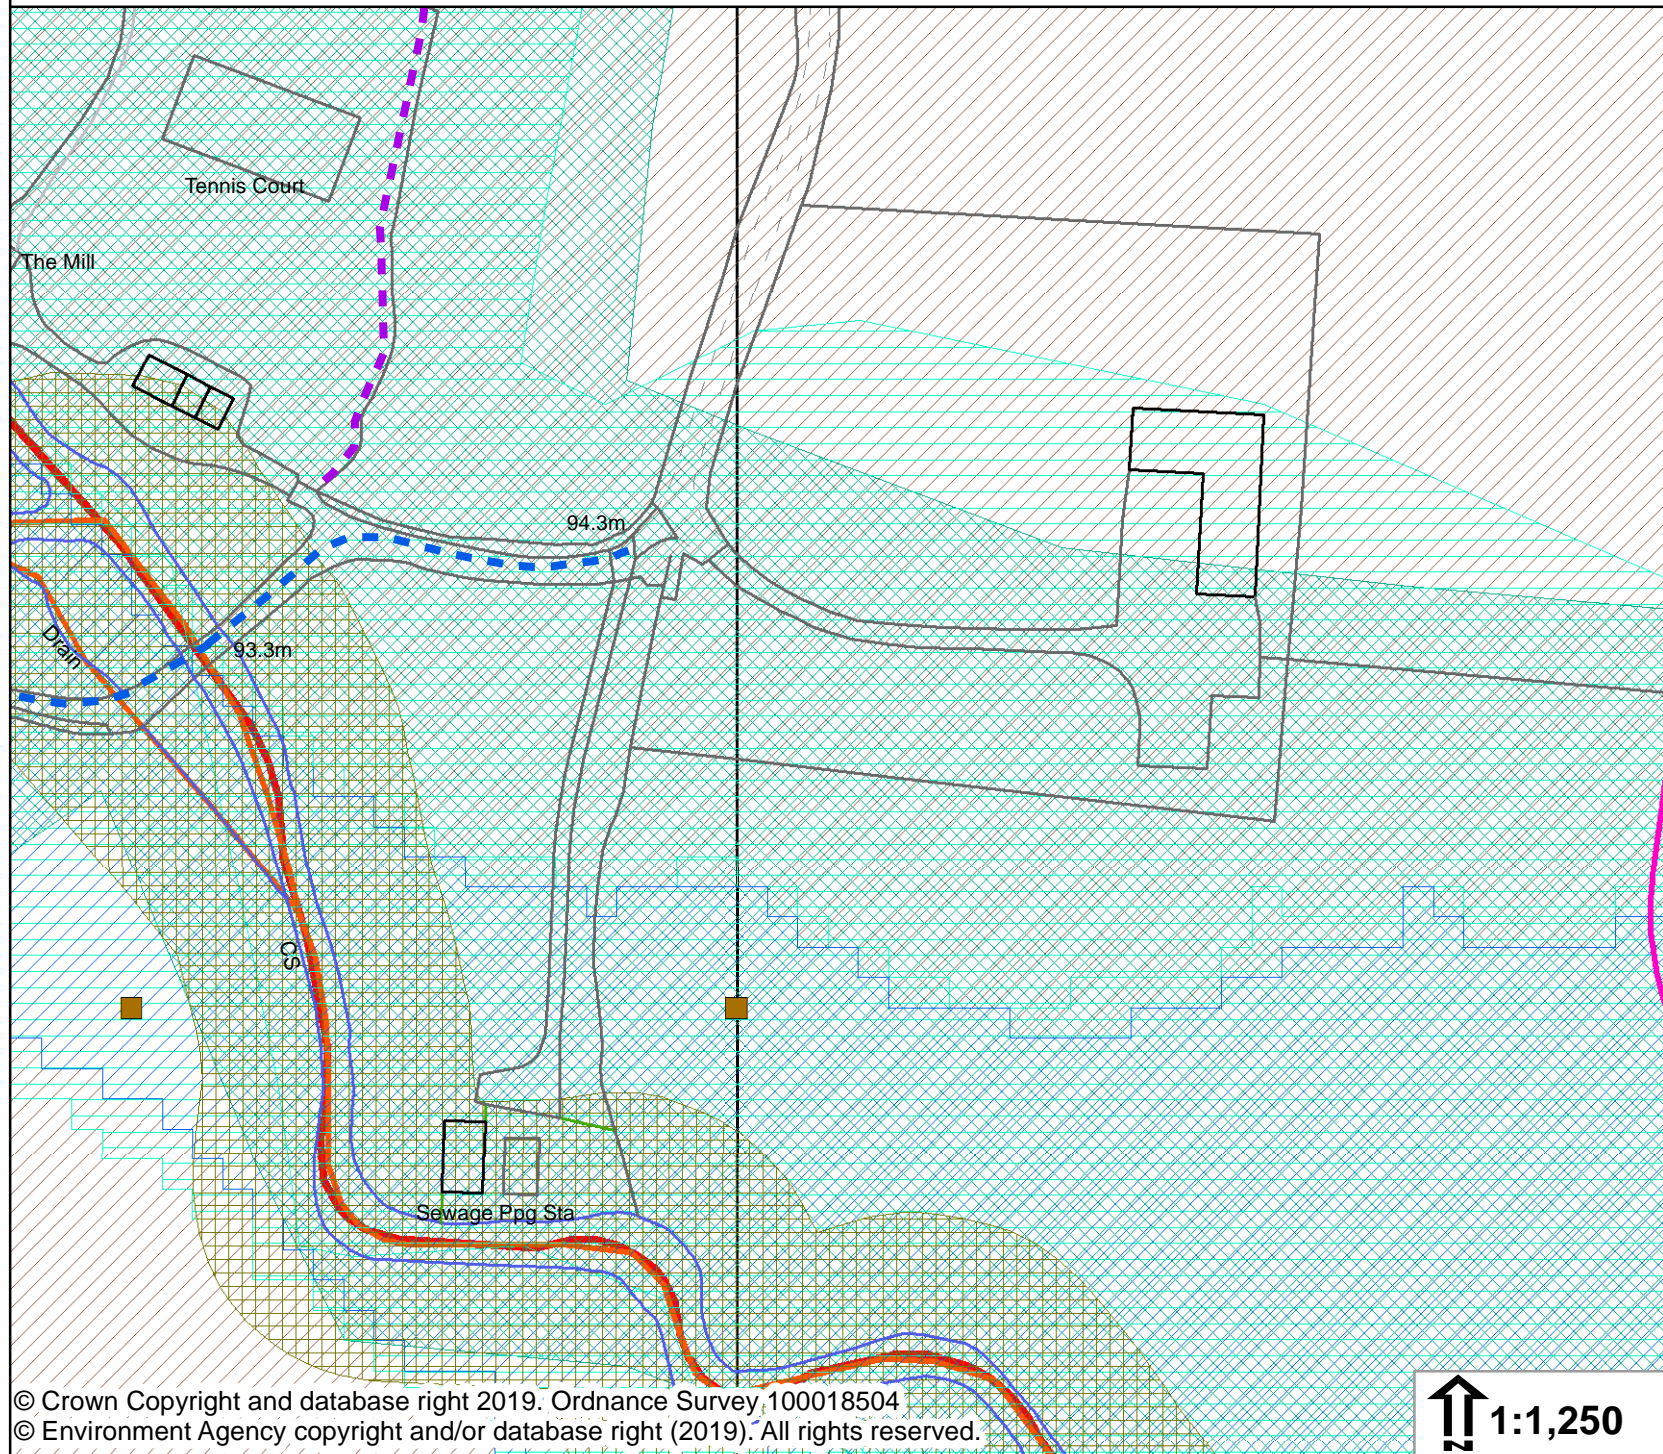 Tennis Court
The Mill
94.3m
93.3m
Drain
CS
Sewage Ppg Sta
© Crown Copyright and database right 2019. Ordnance Survey 100018504
© Environment Agency copyright and/or database right (2019). All rights reserved.
1:1,250
N